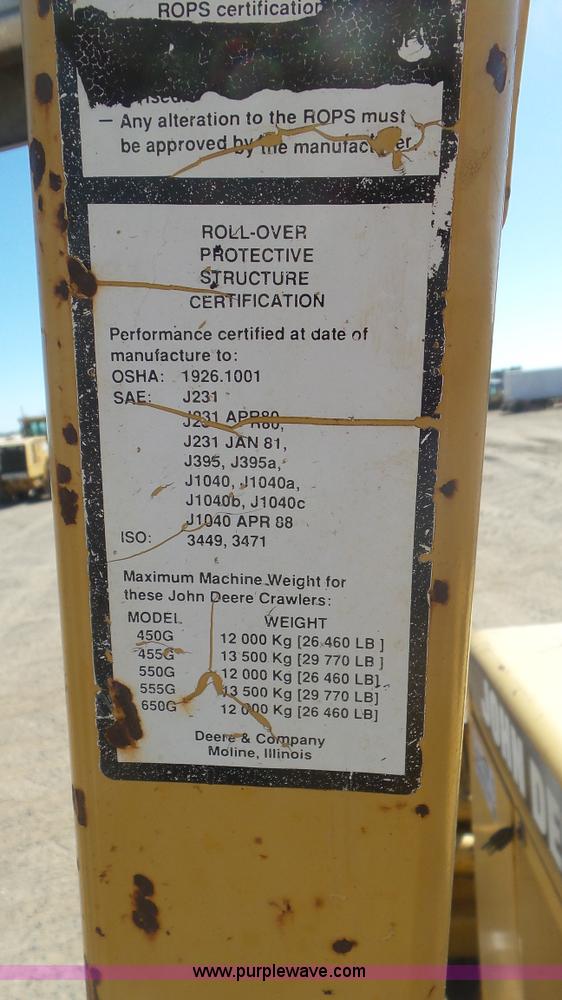 ROPS certification
— Any alteration to the ROPS must
be approved by the manufacturer
ROLL-OVER
PROTECTIVE
STRUCTURE
CERTIFICATION
Performance certified at date of
manufacture to:
OSHA: 1926.1001
SAE: J231
J231 APR80,
J231 JAN 81,
J395, J395a,
J1040, J1040a,
J1040b, J1040c
J1040 APR 88
ISO: 3449, 3471
Maximum Machine Weight for
these John Deere Crawlers:
MODEL WEIGHT
450G 12 000 Kg [26 460 LB ]
455G 13 500 Kg [29 770 LB ]
550G 12 000 Kg [26 460 LB]
555G 13 500 Kg [29 770 LB]
650G 12 000 Kg [26 460 LB]
Deere & Company
Moline, Illinois
JOHN DE
www.purplewave.com